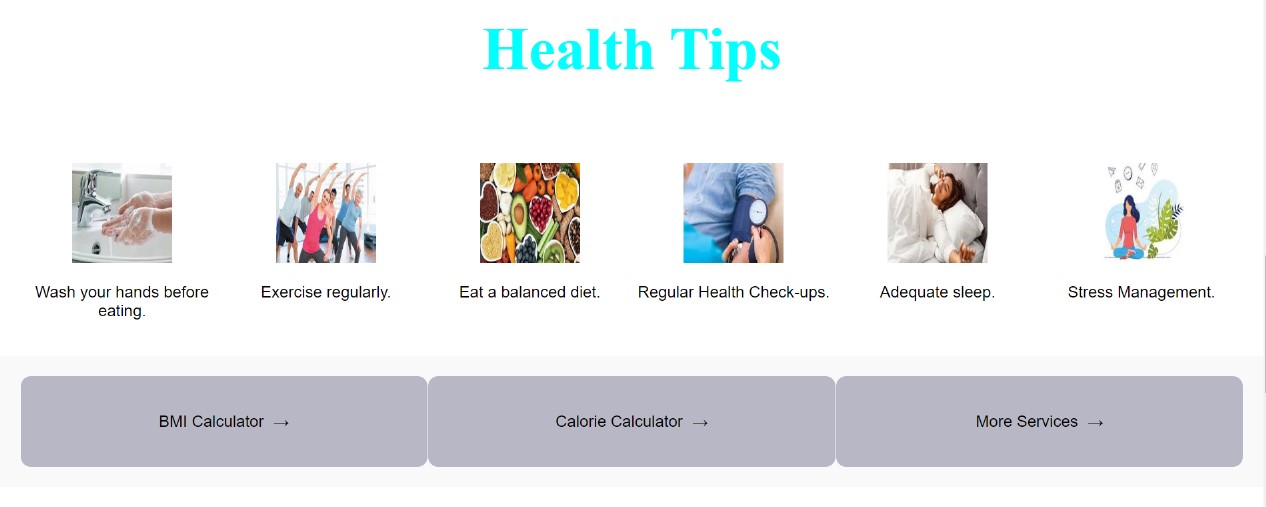 Health Tips
Wash your hands before
eating.
Exercise regularly.
Eat a balanced diet.
Regular Health Check-ups.
Adequate sleep.
Stress Management.
BMI Calculator →
Calorie Calculator →
More Services →